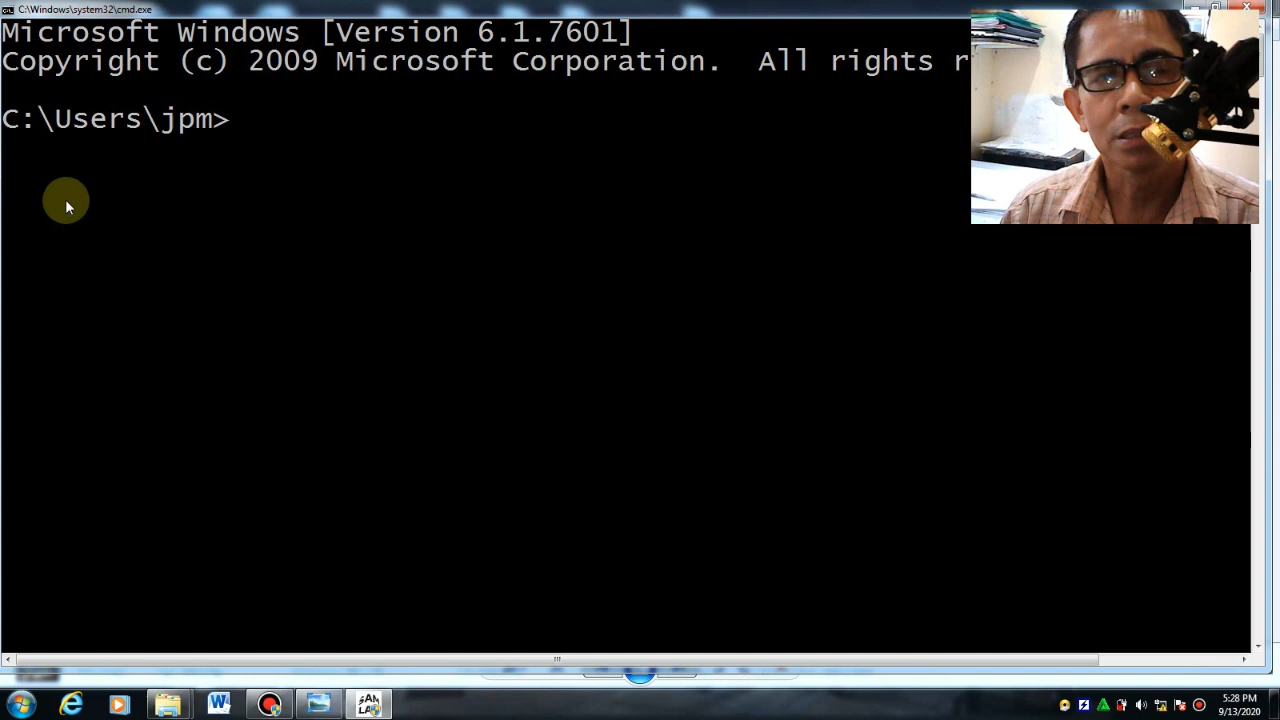 C:\Windows\system32\cmd.exe
Microsoft Windows [Version 6.1.7601]
Copyright (c) 2009 Microsoft Corporation.  All rights r
C:\Users\jpm>
5:28 PM
9/13/2020